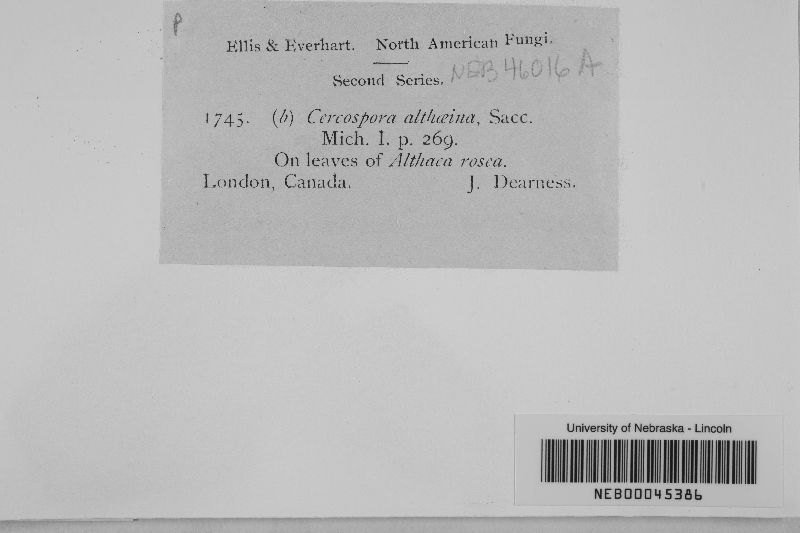 P
Ellis & Everhart. North American Fungi.
Second Series.
NEB 46016 A
1745. (b) Cercospora althæina, Sacc.
Mich. I. p. 269.
On leaves of Althaea rosea.
London, Canada. J. Dearness.
University of Nebraska - Lincoln
NEB00045386